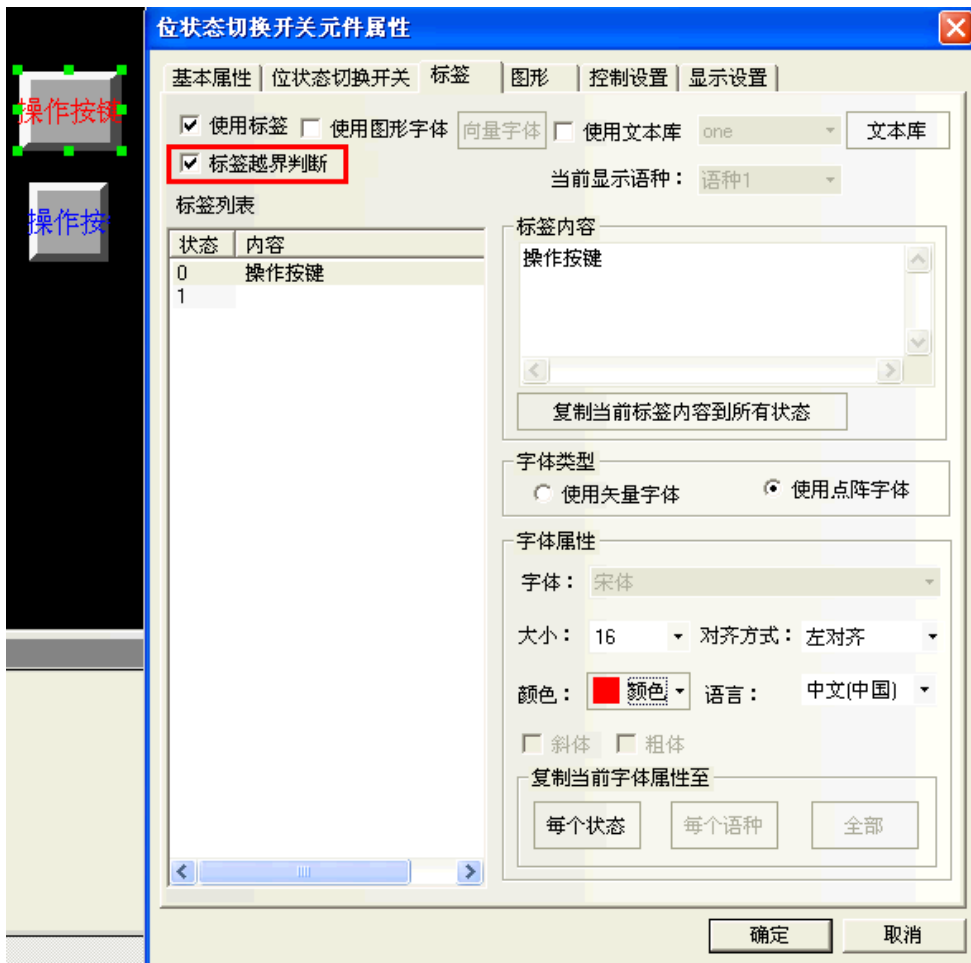 位状态切换开关元件属性
基本属性 位状态切换开关 标签 图形 控制设置 显示设置
操作按键
操作按
使用标签 使用图形字体 向量字体 使用文本库 one 文本库
标签越界判断
当前显示语种： 语种1
标签列表
状态 内容
0 操作按键
1
标签内容
操作按键
复制当前标签内容到所有状态
字体类型
使用矢量字体 使用点阵字体
字体属性
字体： 宋体
大小： 16 对齐方式： 左对齐
颜色： 颜色 语言： 中文(中国)
斜体 粗体
复制当前字体属性至
每个状态 每个语种 全部
确定 取消